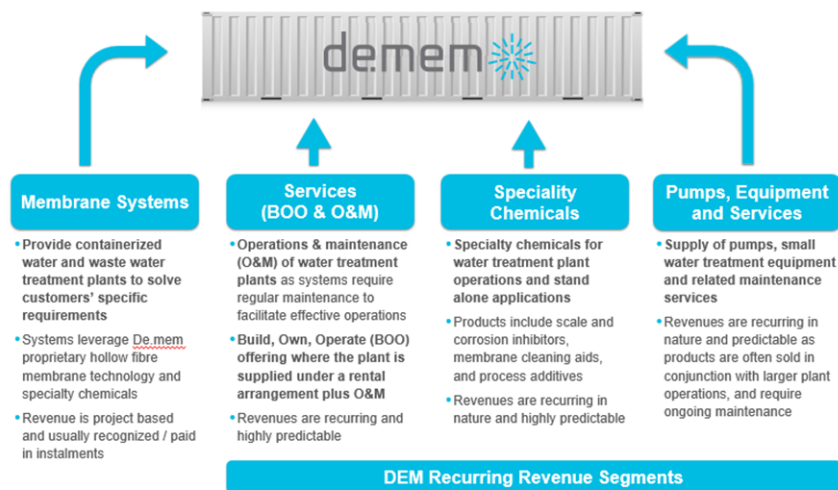 de.mem
Membrane Systems
• Provide containerized
water and waste water
treatment plants to solve
customers' specific
requirements
• Systems leverage De.mem
proprietary hollow fibre
membrane technology and
specialty chemicals
• Revenue is project based
and usually recognized / paid
in instalments
Services
(BOO & O&M)
• Operations & maintenance
(O&M) of water treatment
plants as systems require
regular maintenance to
facilitate effective operations
• Build, Own, Operate (BOO)
offering where the plant is
supplied under a rental
arrangement plus O&M
• Revenues are recurring and
highly predictable
Speciality
Chemicals
• Specialty chemicals for
water treatment plant
operations and stand
alone applications
• Products include scale and
corrosion inhibitors,
membrane cleaning aids,
and process additives
• Revenues are recurring in
nature and highly predictable
Pumps, Equipment
and Services
• Supply of pumps, small
water treatment equipment
and related maintenance
services
• Revenues are recurring in
nature and predictable as
products are often sold in
conjunction with larger plant
operations, and require
ongoing maintenance
DEM Recurring Revenue Segments